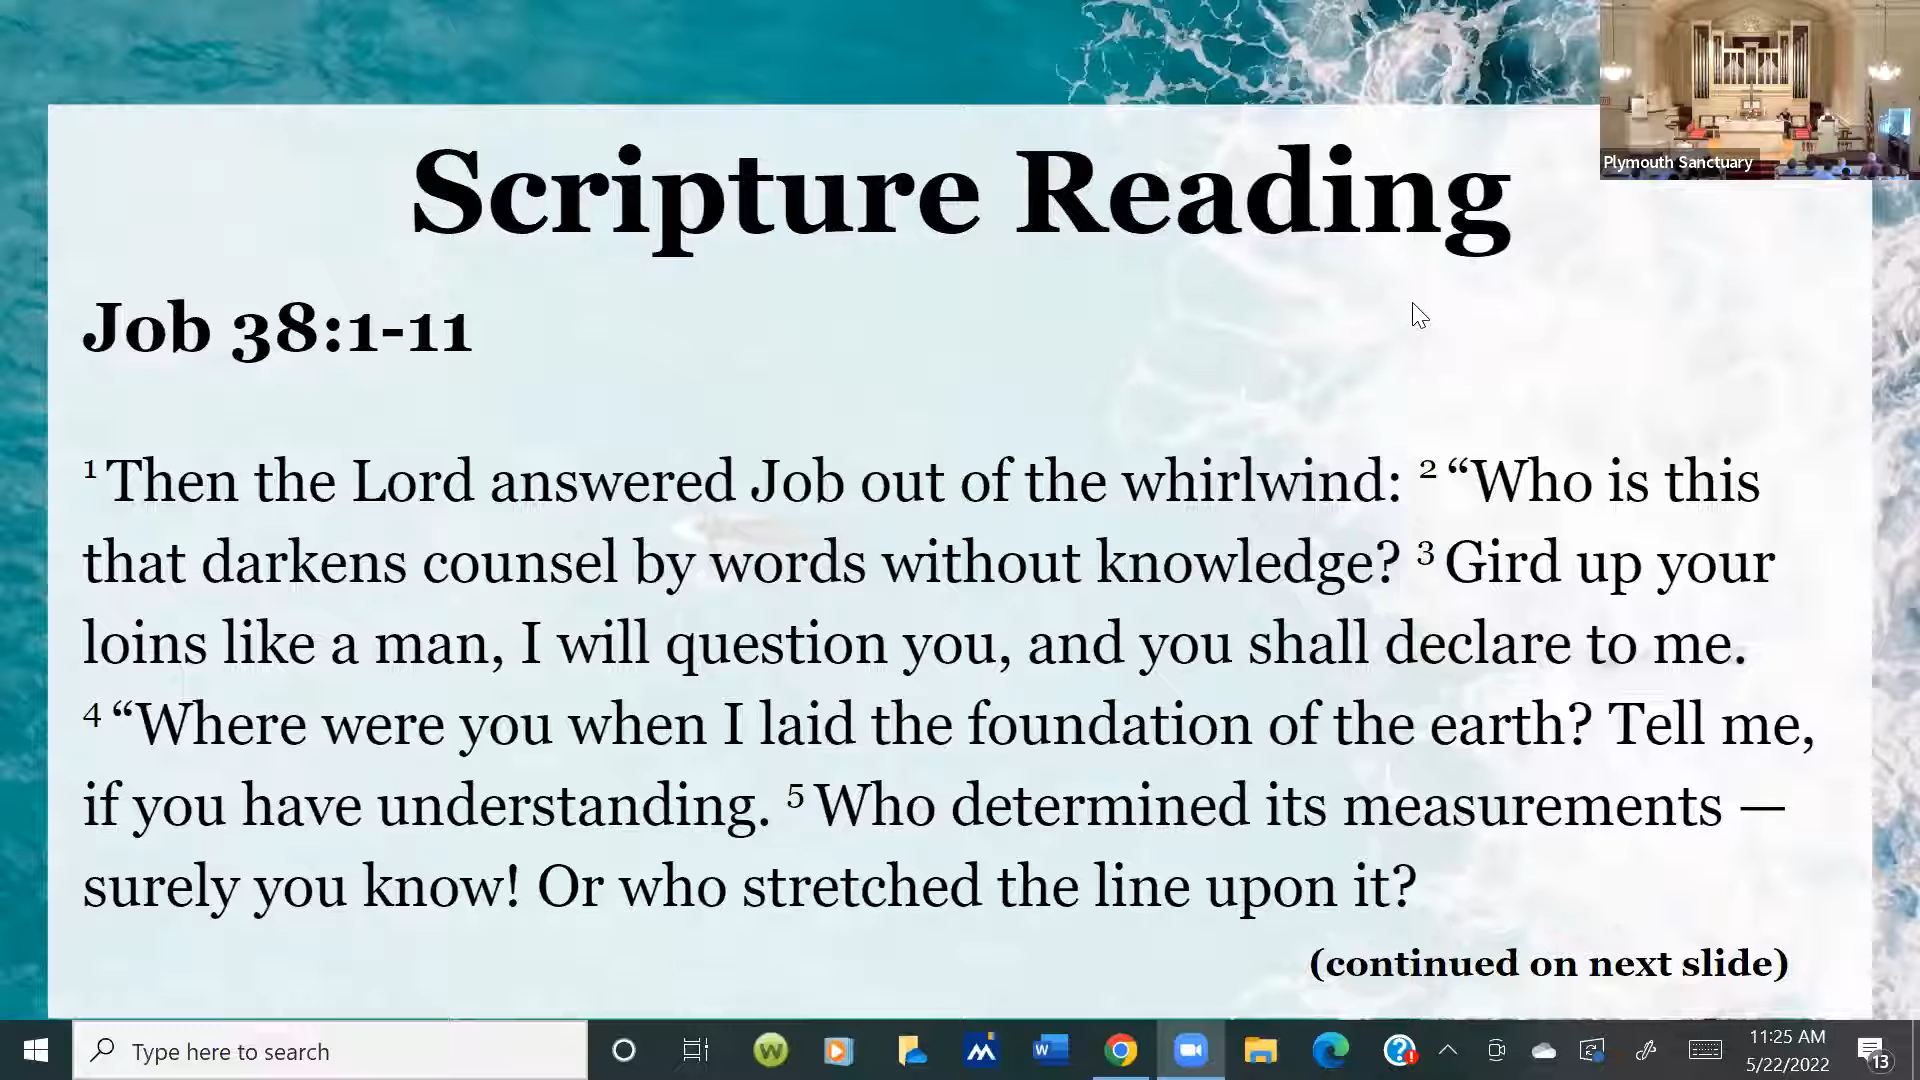 Plymouth Sanctuary
Scripture Reading
Job 38:1-11
1 Then the Lord answered Job out of the whirlwind: 2 “Who is this
that darkens counsel by words without knowledge? 3 Gird up your
loins like a man, I will question you, and you shall declare to me.
4 “Where were you when I laid the foundation of the earth? Tell me,
if you have understanding. 5 Who determined its measurements —
surely you know! Or who stretched the line upon it?
(continued on next slide)
Type here to search
11:25 AM
5/22/2022
13